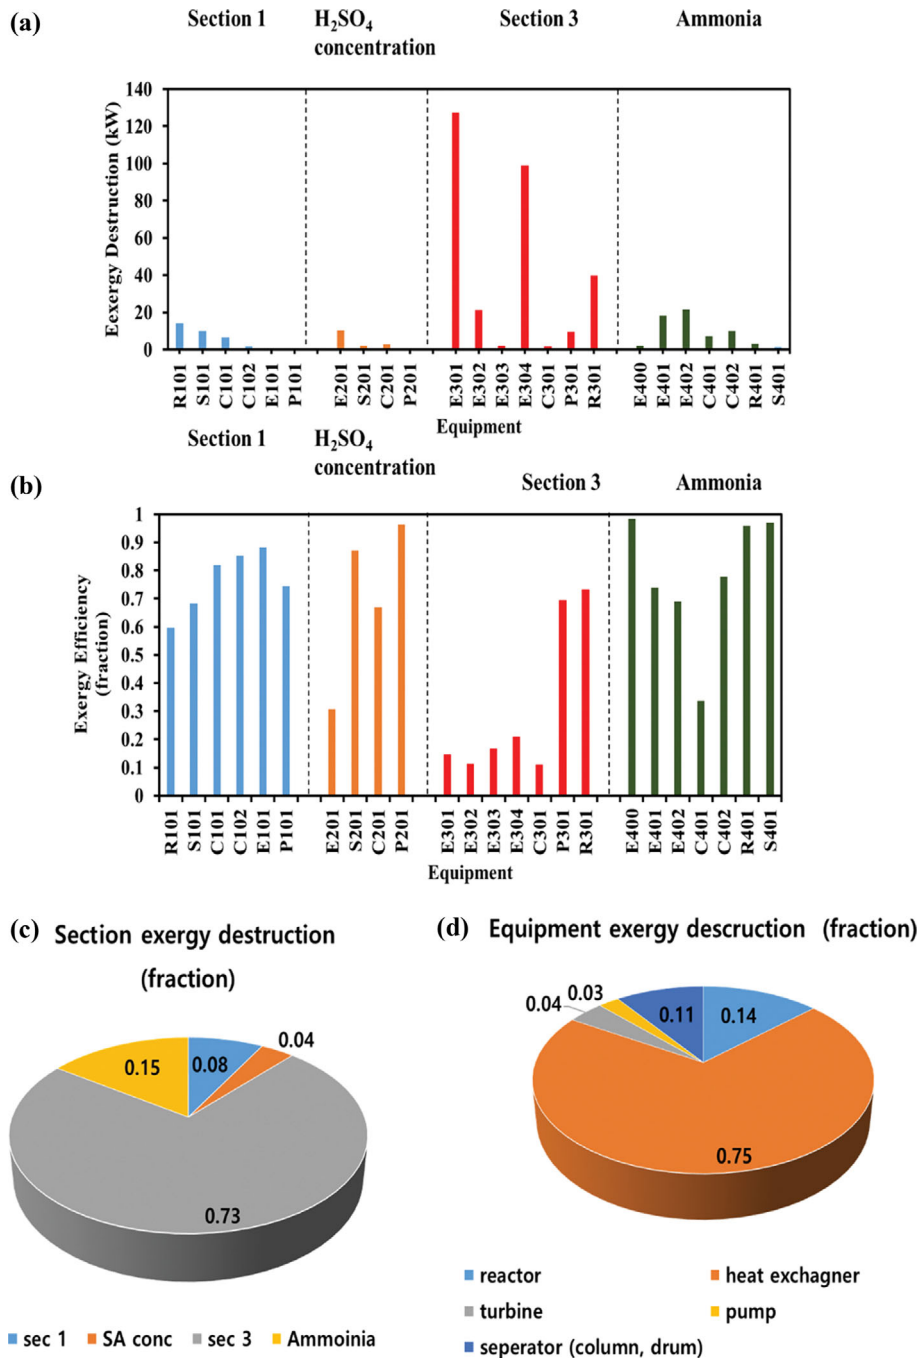 (a)
Section 1
H₂SO₄
concentration
Section 3
Ammonia
Eexergy Destruction (kW)
140
120
100
80
60
40
20
0
R101 S101 C101 C102 E101 P101 E201 S201 C201 P201 E301 E302 E303 E304 C301 P301 R301 E400 E401 E402 C401 C402 R401 S401
Equipment
(b)
Section 1
H₂SO₄
concentration
Section 3
Ammonia
Exergy Efficiency
(fraction)
1
0.9
0.8
0.7
0.6
0.5
0.4
0.3
0.2
0.1
0
R101 S101 C101 C102 E101 P101 E201 S201 C201 P201 E301 E302 E303 E304 C301 P301 R301 E400 E401 E402 C401 C402 R401 S401
Equipment
(c) Section exergy destruction
(fraction)
0.04
0.15
0.08
0.73
sec 1 SA conc sec 3 Ammoinia
(d) Equipment exergy descruction (fraction)
0.03
0.04
0.11
0.14
0.75
reactor heat exchagner
turbine pump
seperator (column, drum)